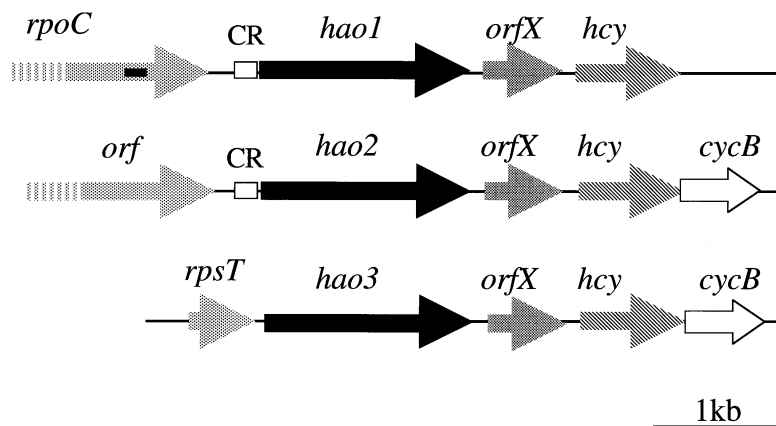 rpoC CR hao1 orfX hcy
orf CR hao2 orfX hcy cycB
rpsT hao3 orfX hcy cycB
1kb